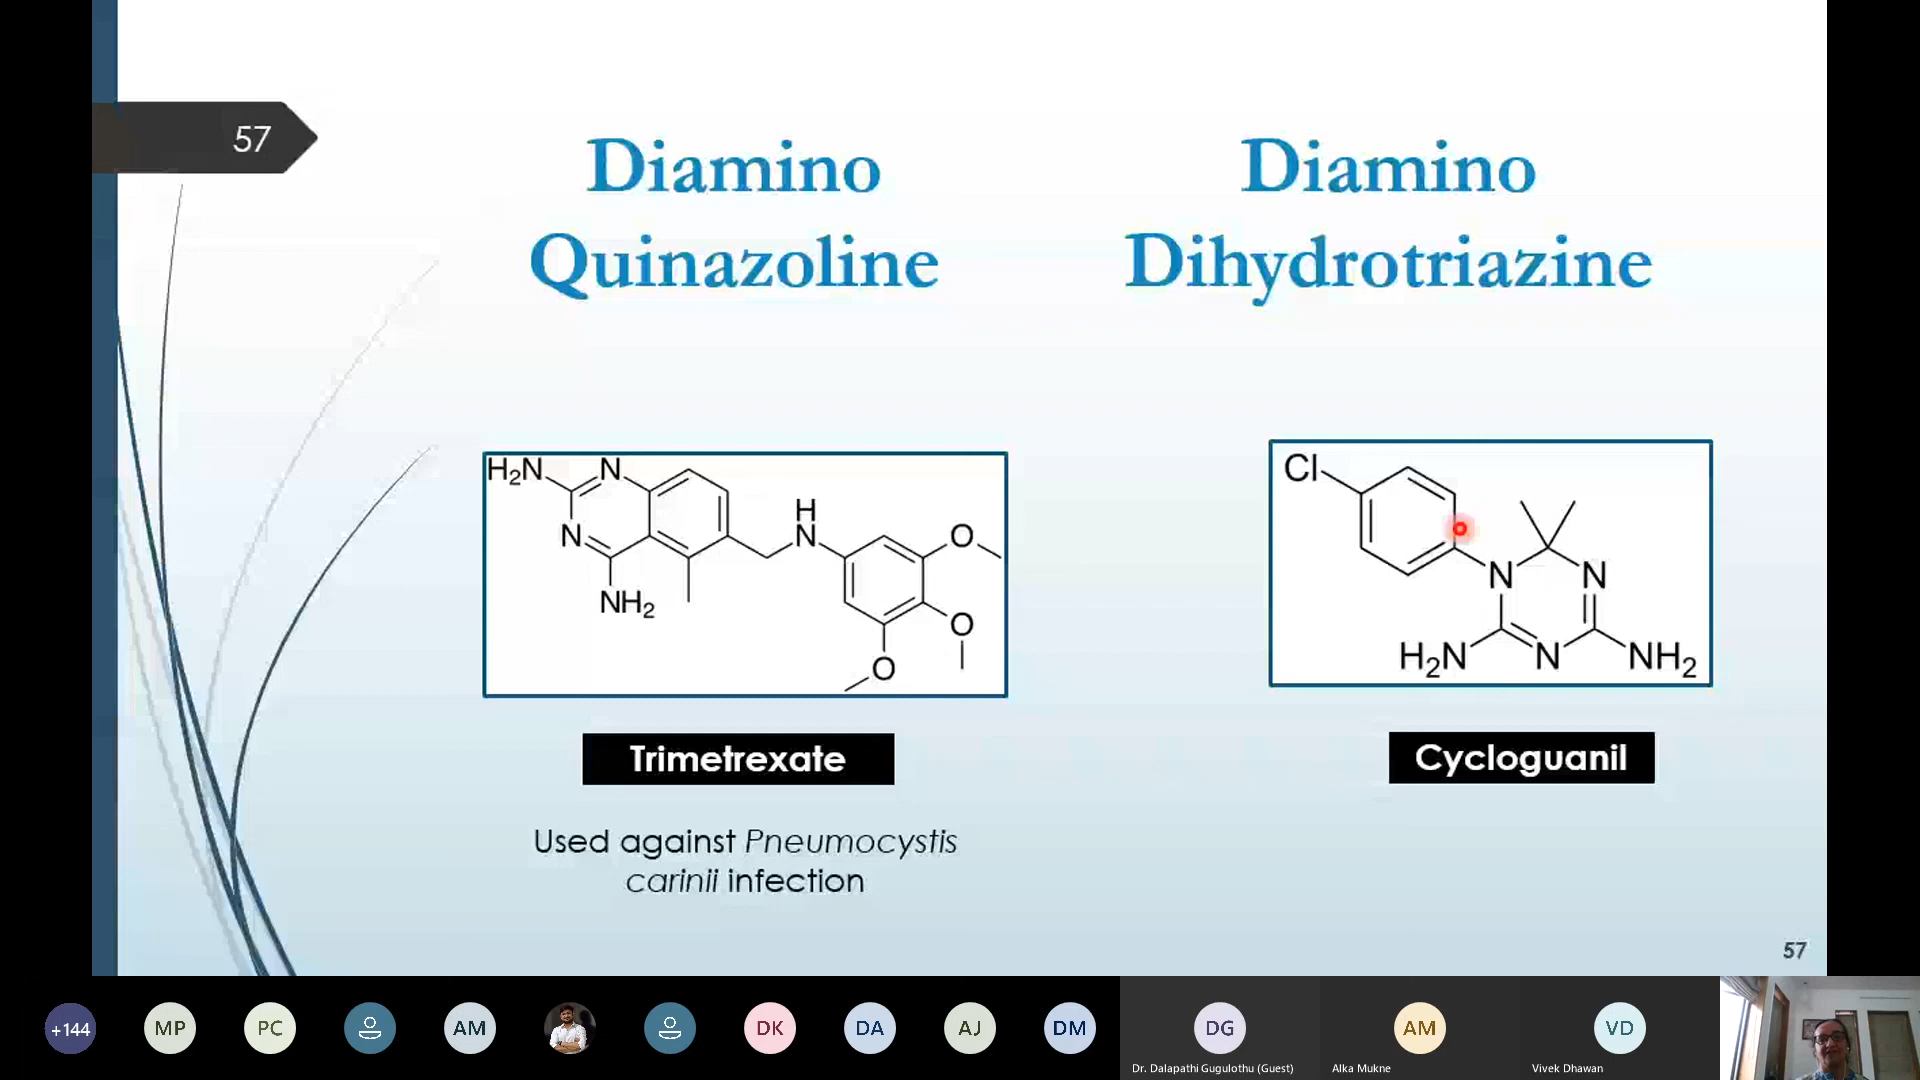 57
Diamino
Quinazoline
Diamino
Dihydrotriazine
H2N
N
N
NH2
H
N
O
O
O
Cl
N
N
H2N
N
NH2
Trimetrexate
Cycloguanil
Used against Pneumocystis
carinii infection
57
+144
MP
PC
AM
DK
DA
AJ
DM
DG
AM
VD
Dr. Dalapathi Gugulothu (Guest)
Alka Mukne
Vivek Dhawan